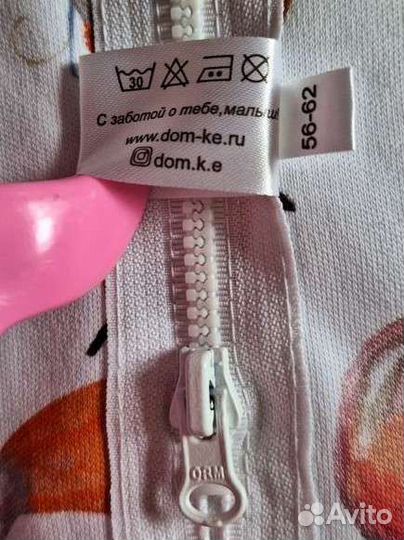 30
С заботой о тебе, малыш!
www.dom-ke.ru
dom.k.e
56-62
ORM
Avito